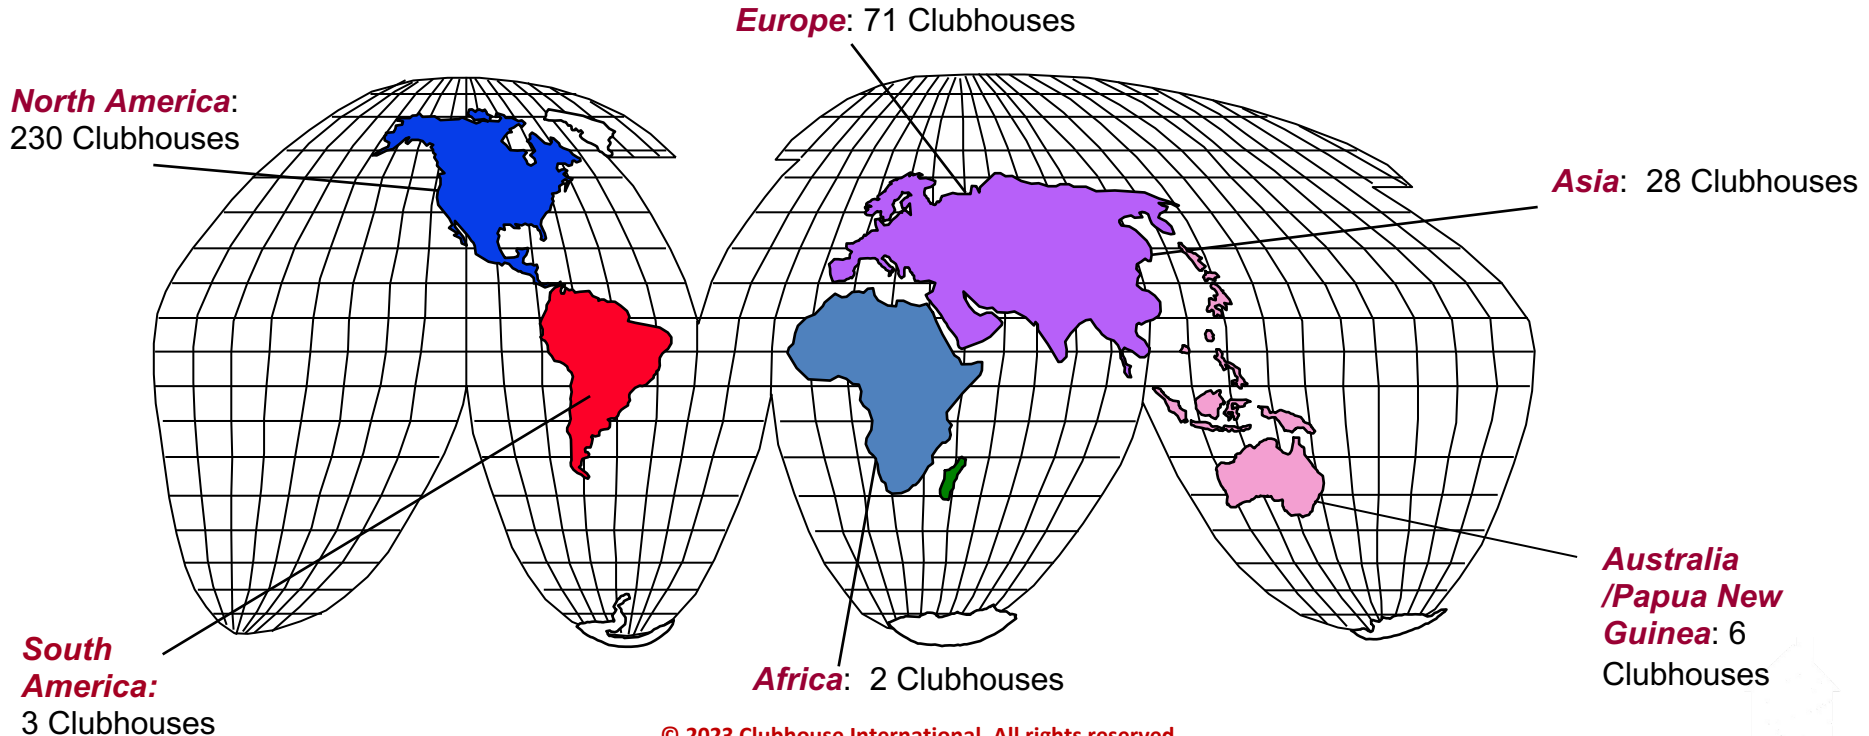 Europe: 71 Clubhouses
North America:
230 Clubhouses
Asia: 28 Clubhouses
Australia
/Papua New
Guinea: 6
Clubhouses
South
America:
3 Clubhouses
Africa: 2 Clubhouses
© 2023 Clubhouse International. All rights reserved